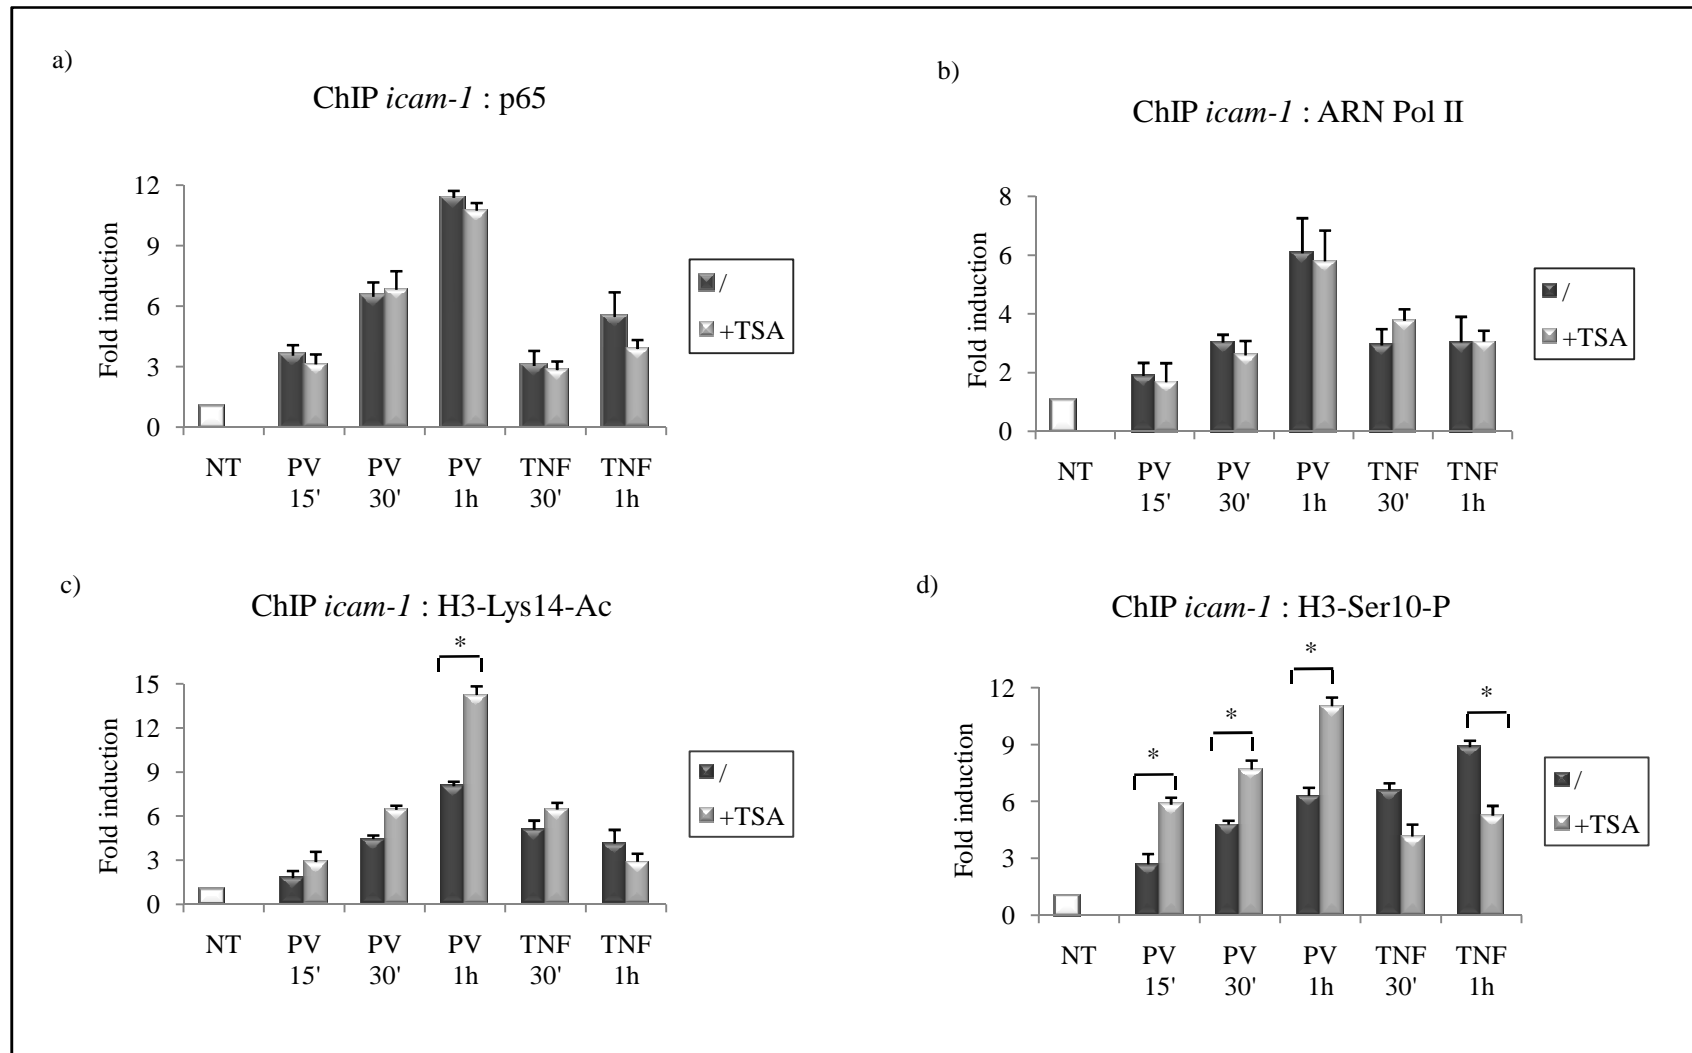 a)
ChIP icam-1 : p65
Fold induction
12
9
6
3
0
NT PV PV PV TNF TNF
15' 30' 1h 30' 1h
/
+TSA
b)
ChIP icam-1 : ARN Pol II
Fold induction
8
6
4
2
0
NT PV PV PV TNF TNF
15' 30' 1h 30' 1h
/
+TSA
c)
ChIP icam-1 : H3-Lys14-Ac
*
Fold induction
15
12
9
6
3
0
NT PV PV PV TNF TNF
15' 30' 1h 30' 1h
/
+TSA
d)
ChIP icam-1 : H3-Ser10-P
* * * *
Fold induction
12
9
6
3
0
NT PV PV PV TNF TNF
15' 30' 1h 30' 1h
/
+TSA